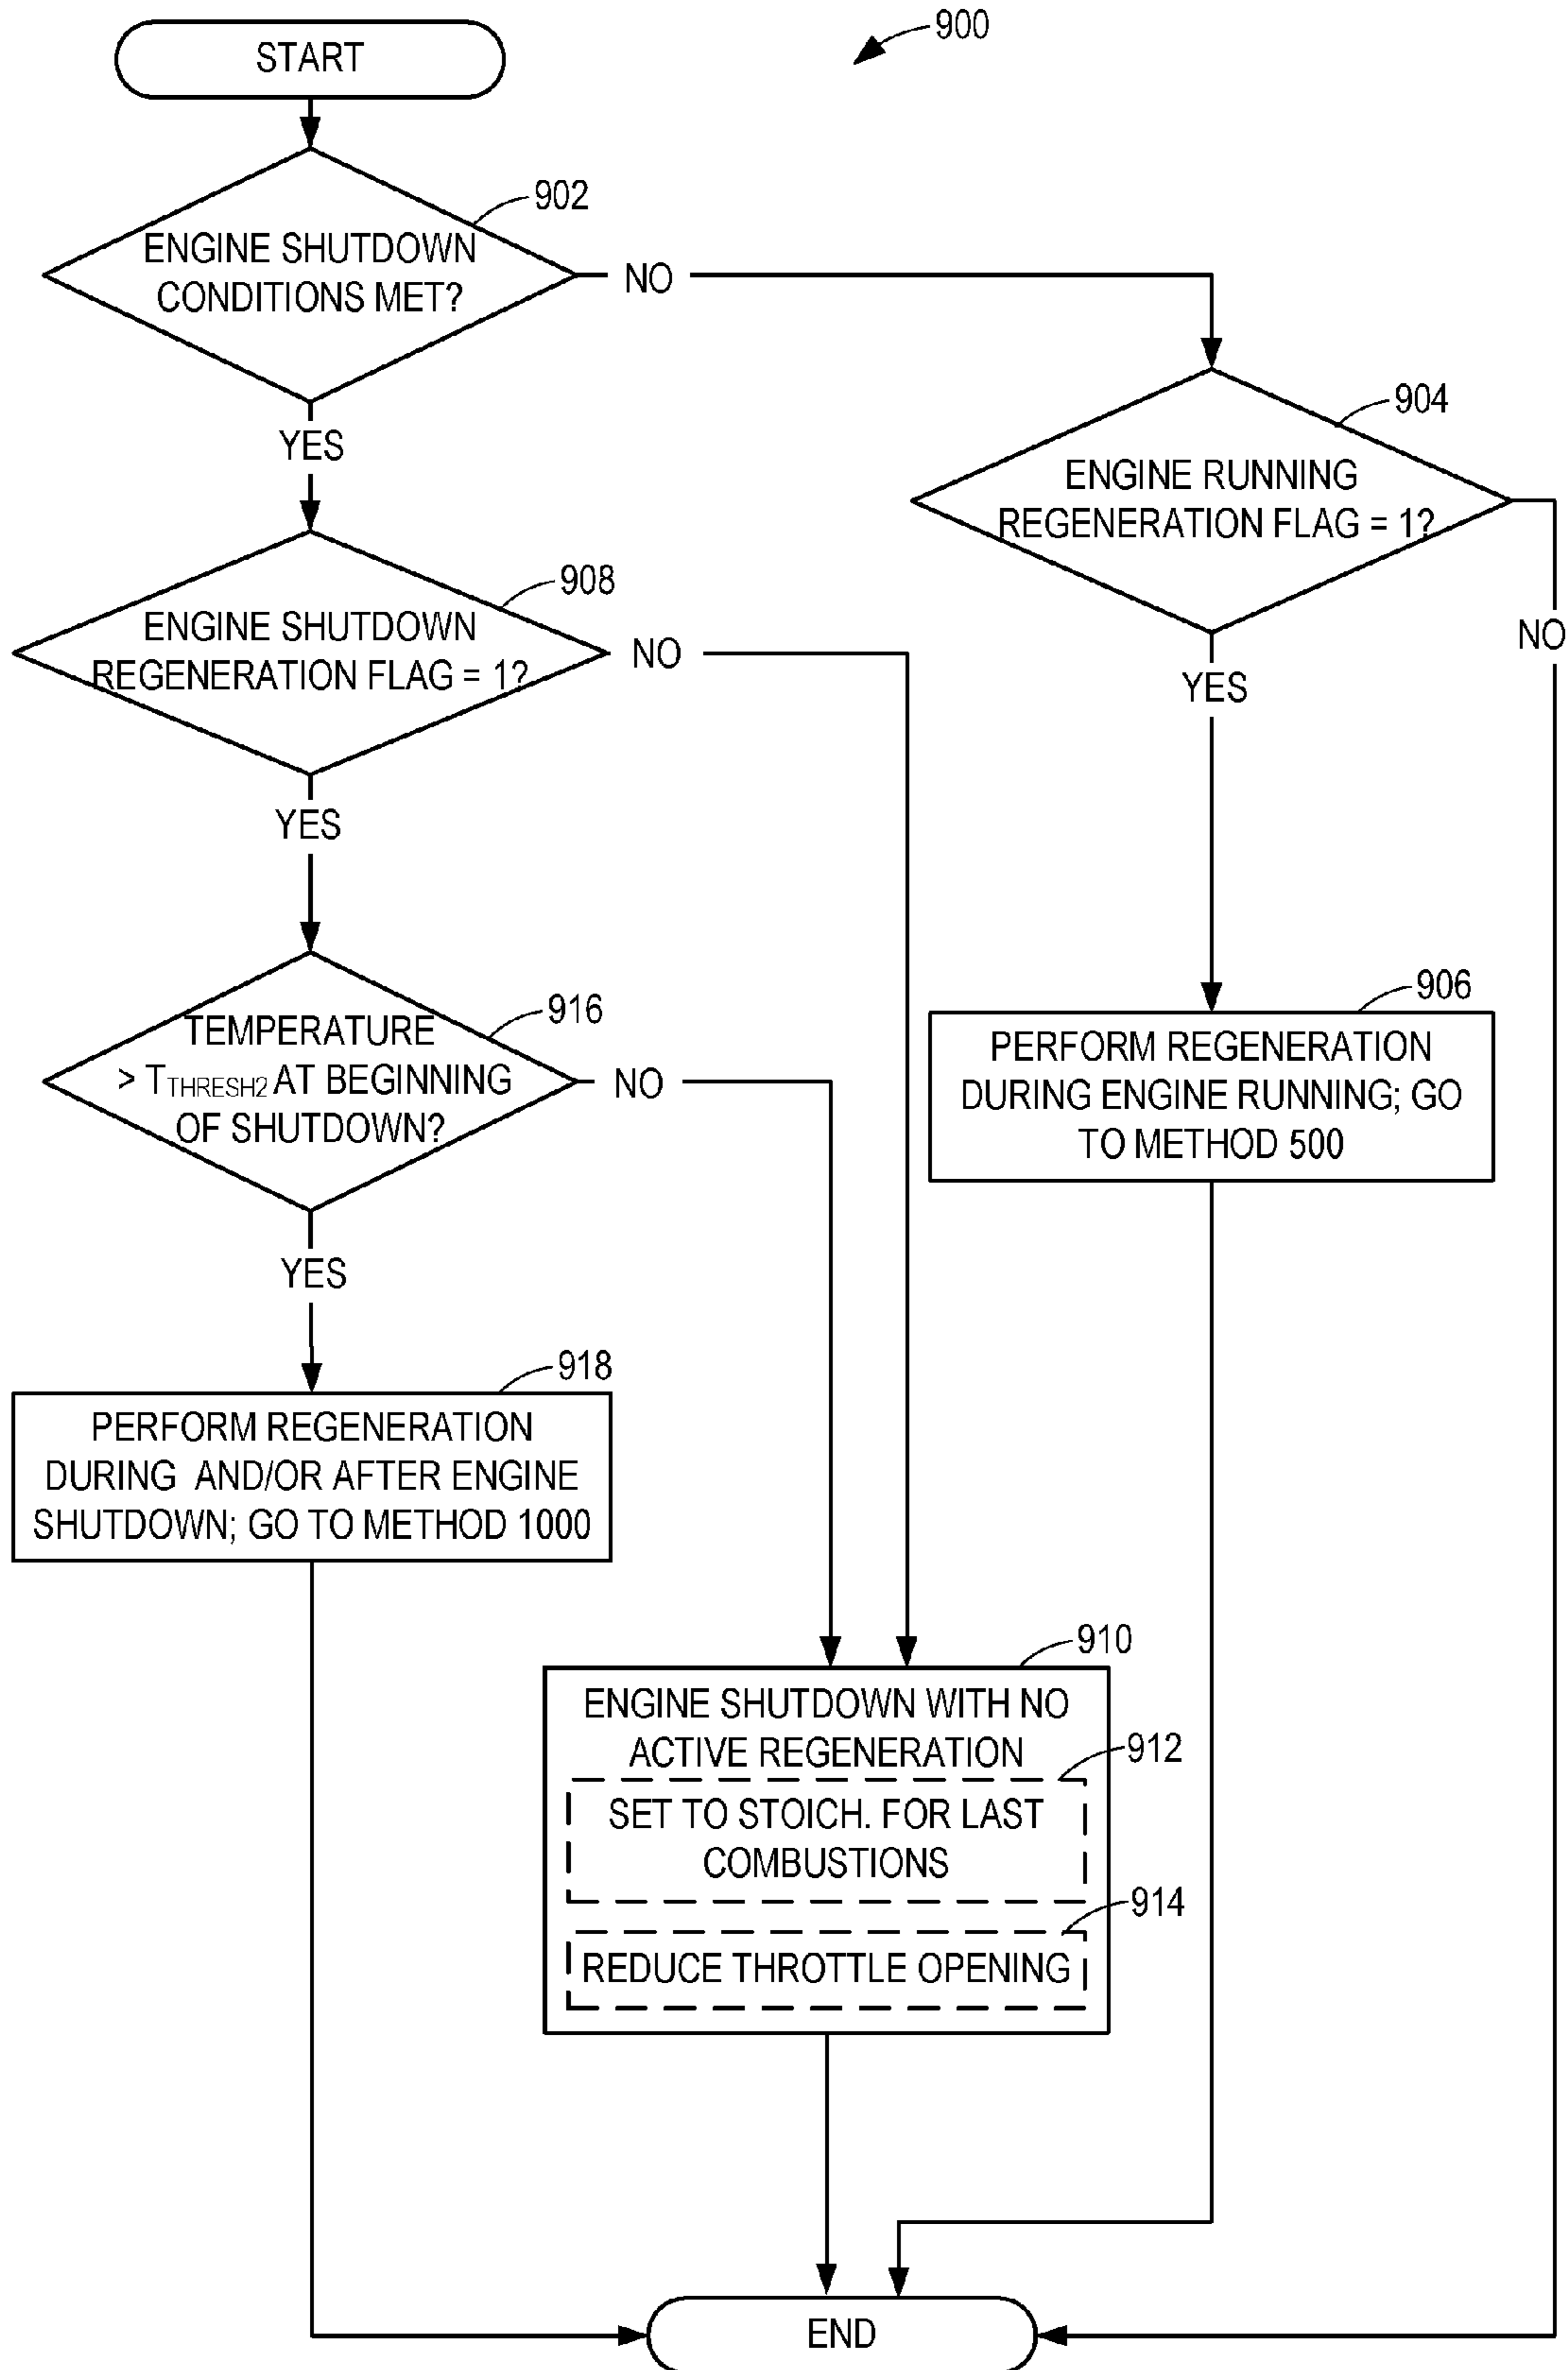 900
START
902
ENGINE SHUTDOWN
CONDITIONS MET?
NO
904
YES
ENGINE RUNNING
REGENERATION FLAG = 1?
908
ENGINE SHUTDOWN
REGENERATION FLAG = 1?
NO
NO
YES
YES
916
TEMPERATURE
> TTHRESH2 AT BEGINNING
OF SHUTDOWN?
NO
906
PERFORM REGENERATION
DURING ENGINE RUNNING; GO
TO METHOD 500
YES
918
PERFORM REGENERATION
DURING AND/OR AFTER ENGINE
SHUTDOWN; GO TO METHOD 1000
910
ENGINE SHUTDOWN WITH NO
ACTIVE REGENERATION
912
SET TO STOICH. FOR LAST
COMBUSTIONS
914
REDUCE THROTTLE OPENING
END